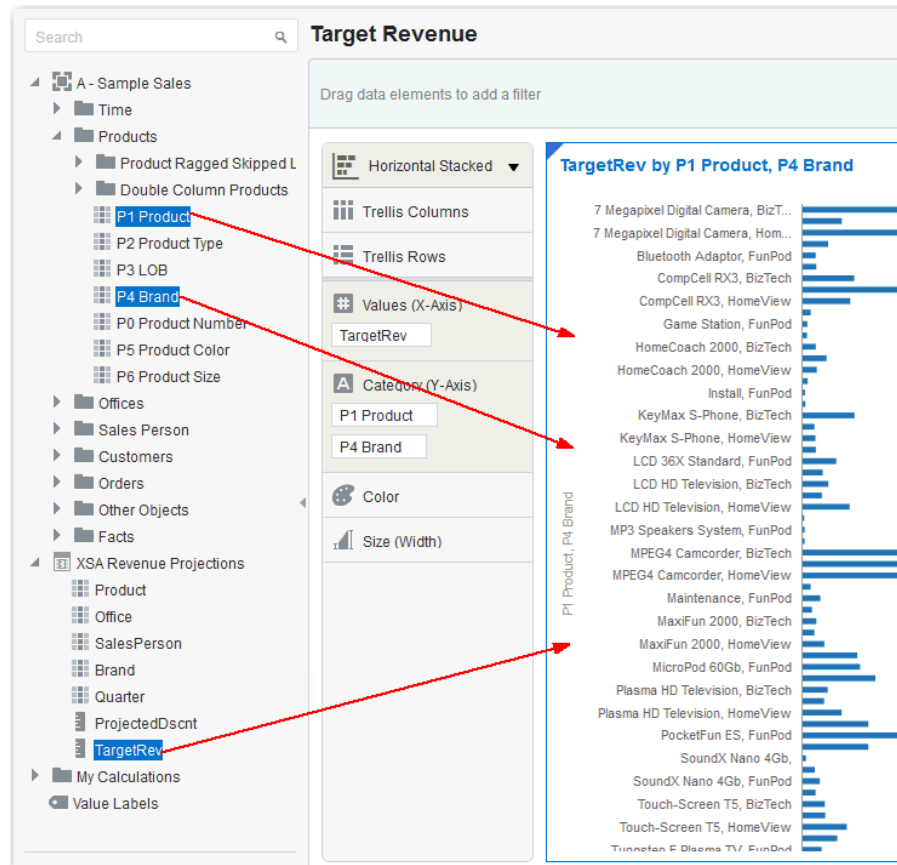 Search
A - Sample Sales
Time
Products
Product Ragged Skipped L
Double Column Products
P1 Product
P2 Product Type
P3 LOB
P4 Brand
P0 Product Number
P5 Product Color
P6 Product Size
Offices
Sales Person
Customers
Orders
Other Objects
Facts
XSA Revenue Projections
Product
Office
SalesPerson
Brand
Quarter
ProjectedDscnt
TargetRev
My Calculations
Value Labels
Target Revenue
Drag data elements to add a filter
Horizontal Stacked
Trellis Columns
Trellis Rows
Values (X-Axis)
TargetRev
Category (Y-Axis)
P1 Product
P4 Brand
Color
Size (Width)
TargetRev by P1 Product, P4 Brand
P1 Product, P4 Brand
7 Megapixel Digital Camera, BizT...
7 Megapixel Digital Camera, Hom...
Bluetooth Adaptor, FunPod
CompCell RX3, BizTech
CompCell RX3, HomeView
Game Station, FunPod
HomeCoach 2000, BizTech
HomeCoach 2000, HomeView
Install, FunPod
KeyMax S-Phone, BizTech
KeyMax S-Phone, HomeView
LCD 36X Standard, FunPod
LCD HD Television, BizTech
LCD HD Television, HomeView
MP3 Speakers System, FunPod
MPEG4 Camcorder, BizTech
MPEG4 Camcorder, HomeView
Maintenance, FunPod
MaxiFun 2000, BizTech
MaxiFun 2000, HomeView
MicroPod 60Gb, FunPod
Plasma HD Television, BizTech
Plasma HD Television, HomeView
PocketFun ES, FunPod
SoundX Nano 4Gb,
SoundX Nano 4Gb, FunPod
Touch-Screen T5, BizTech
Touch-Screen T5, HomeView
Tungsten E Plasma TV, FunPod